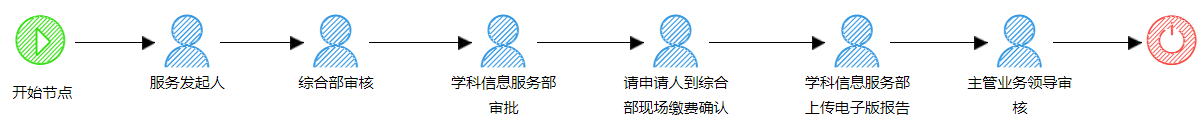 开始节点
服务发起人
综合部审核
学科信息服务部
审批
请申请人到综合
部现场缴费确认
学科信息服务部
上传电子版报告
主管业务领导审
核